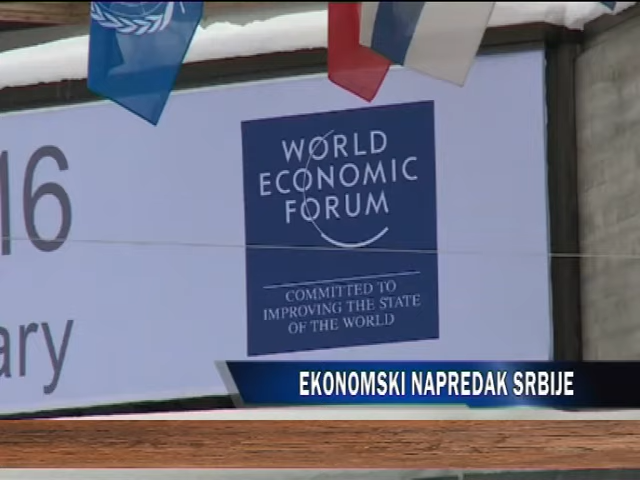 16
ary
WORLD
ECONOMIC
FORUM
COMMITTED TO
IMPROVING THE STATE
OF THE WORLD
EKONOMSKI NAPREDAK SRBIJE